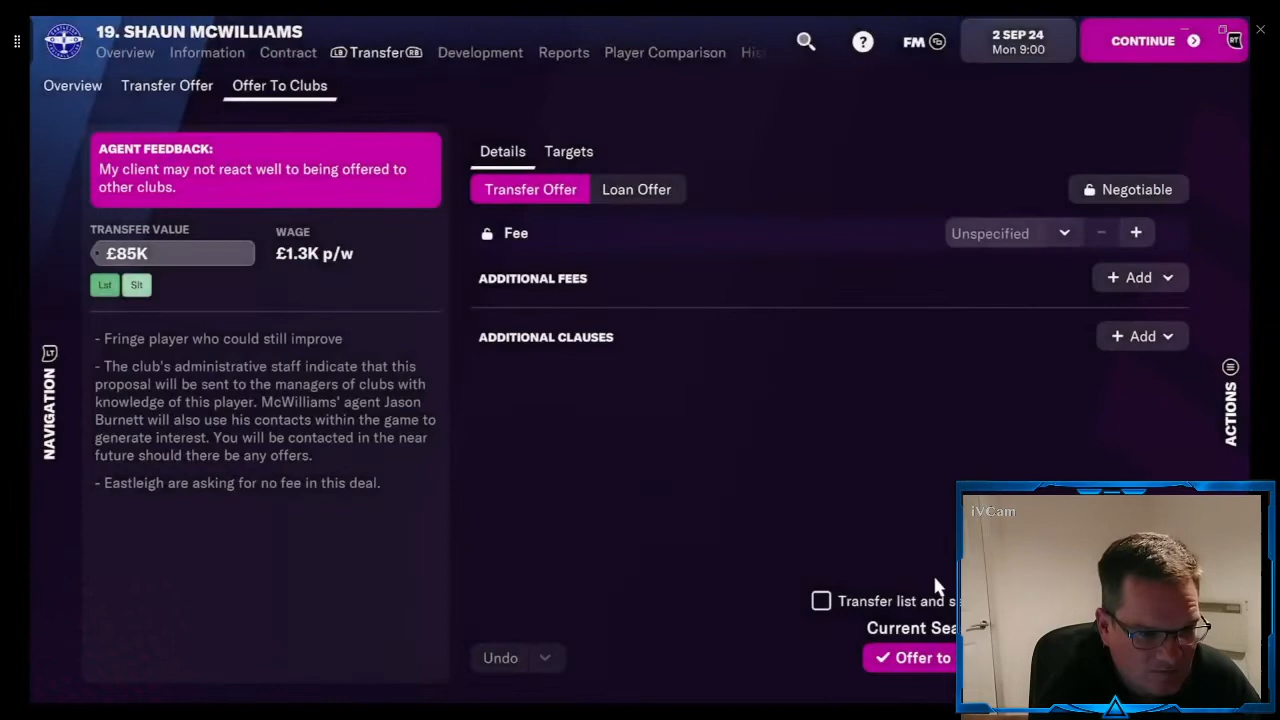 19. SHAUN MCWILLIAMS
Overview Information Contract LB Transfer RB Development Reports Player Comparison His
FM
2 SEP 24
Mon 9:00
CONTINUE
RT
Overview Transfer Offer Offer To Clubs
AGENT FEEDBACK:
My client may not react well to being offered to
other clubs.
TRANSFER VALUE
WAGE
£85K
£1.3K p/w
Lst Slt
- Fringe player who could still improve
- The club's administrative staff indicate that this
proposal will be sent to the managers of clubs with
knowledge of this player. McWilliams' agent Jason
Burnett will also use his contacts within the game to
generate interest. You will be contacted in the near
future should there be any offers.
- Eastleigh are asking for no fee in this deal.
Details Targets
Transfer Offer Loan Offer
Negotiable
Fee
Unspecified
- +
ADDITIONAL FEES
+ Add
ADDITIONAL CLAUSES
+ Add
Transfer list and s
Current Sea
Undo
Offer to
LT
NAVIGATION
ACTIONS
iVCam